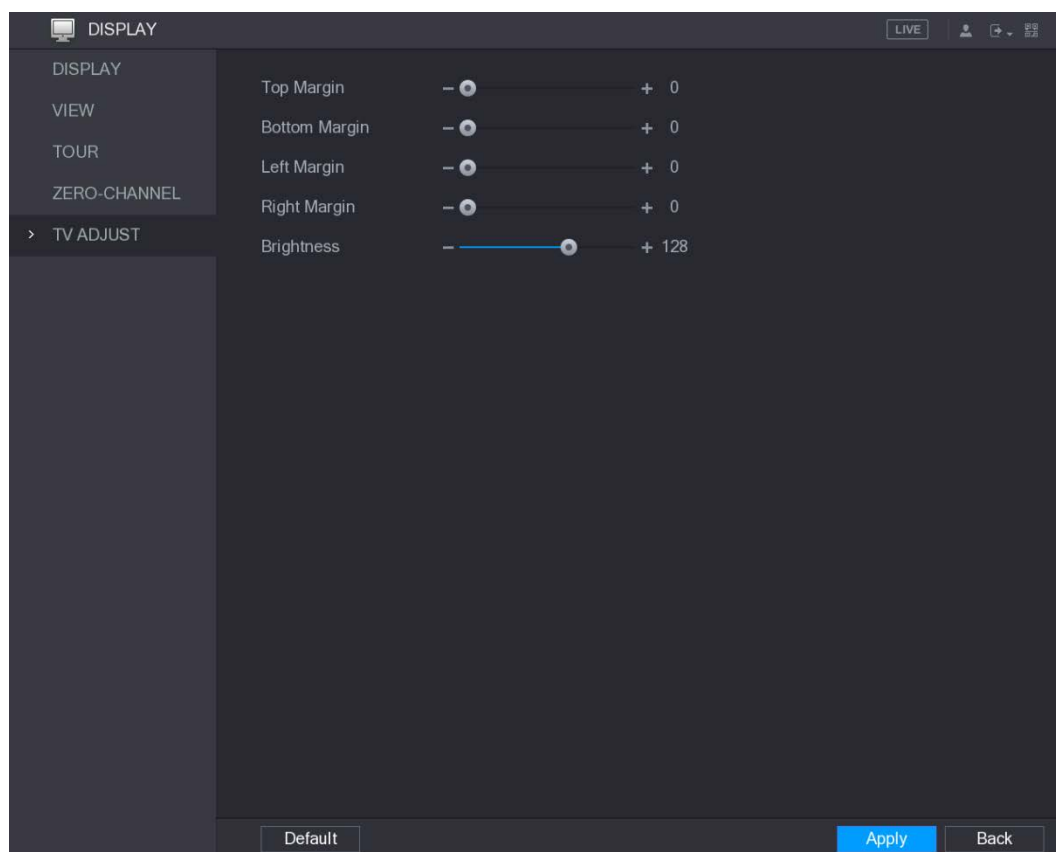 DISPLAY
LIVE
DISPLAY
VIEW
TOUR
ZERO-CHANNEL
> TV ADJUST
Top Margin - + 0
Bottom Margin - + 0
Left Margin - + 0
Right Margin - + 0
Brightness - + 128
Default
Apply
Back